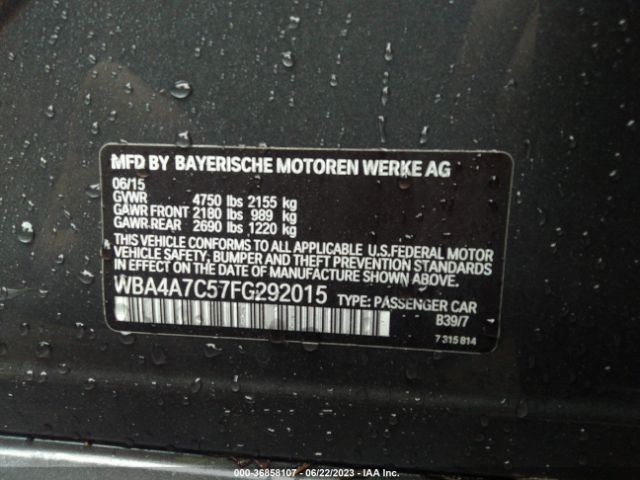 MFD BY BAYERISCHE MOTOREN WERKE AG
06/15
GVWR 4750 lbs 2155 kg
GAWR FRONT 2180 lbs 989 kg
GAWR REAR 2690 lbs 1220 kg
THIS VEHICLE CONFORMS TO ALL APPLICABLE U.S.FEDERAL MOTOR
VEHICLE SAFETY, BUMPER AND THEFT PREVENTION STANDARDS
IN EFFECT ON THE DATE OF MANUFACTURE SHOWN ABOVE.
WBA4A7C57FG292015 TYPE: PASSENGER CAR
B39/7
7 315 814
000-36858107 - 06/22/2023 - IAA Inc.